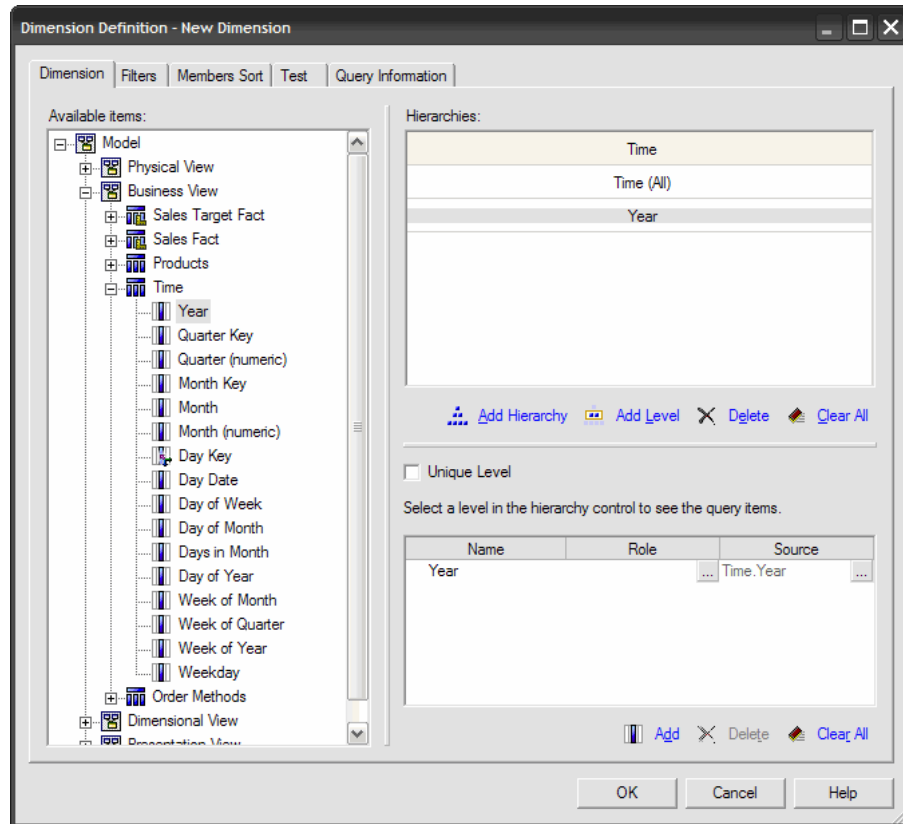 Dimension Definition - New Dimension
Dimension
Filters
Members Sort
Test
Query Information
Available items:
Model
Physical View
Business View
Sales Target Fact
Sales Fact
Products
Time
Year
Quarter Key
Quarter (numeric)
Month Key
Month
Month (numeric)
Day Key
Day Date
Day of Week
Day of Month
Days in Month
Day of Year
Week of Month
Week of Quarter
Week of Year
Weekday
Order Methods
Dimensional View
Presentation View
Hierarchies:
Time
Time (All)
Year
Add Hierarchy
Add Level
Delete
Clear All
Unique Level
Select a level in the hierarchy control to see the query items.
Name Role Source
Year ... Time.Year ...
Add
Delete
Clear All
OK
Cancel
Help